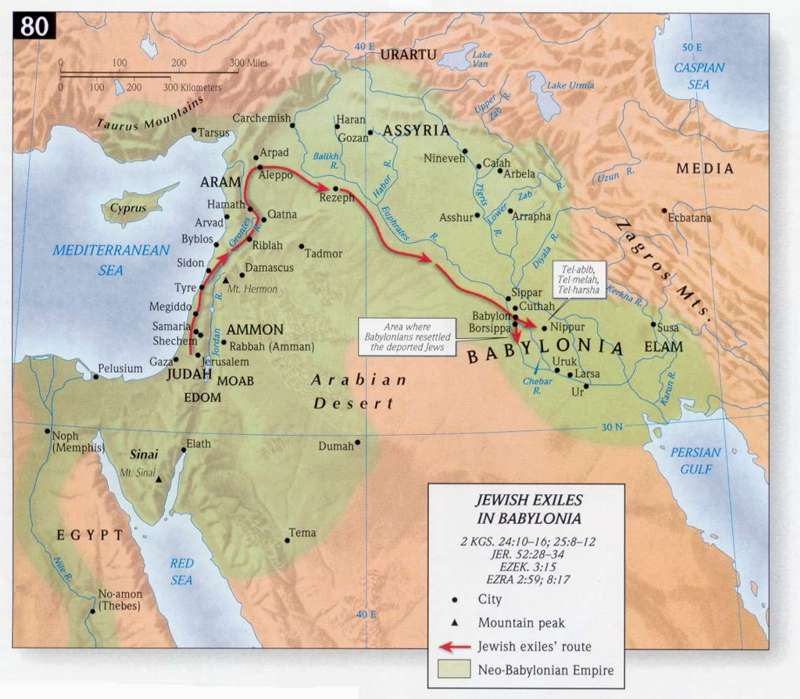 80
40 E
50 E
URARTU
Lake
Van
CASPIAN
SEA
0 100 200 300 Miles
0 100 200 300 Kilometers
Lake Urmia
Upper
Zab R.
Taurus Mountains
Tarsus
Carchemish
Haran
Gozan
ASSYRIA
Arpad
Aleppo
Balikh
R.
Habor R.
Nineveh
Calah
Arbela
Uzun R.
MEDIA
ARAM
Rezeph
Tigris
R.
Lower Zab R.
Cyprus
Hamath
Arvad
Qatna
Euphrates
R.
Asshur
Arrapha
Ecbatana
Byblos
Orontes
R.
Riblah
Tadmor
Diyala R.
Zagros Mts.
MEDITERRANEAN
SEA
Sidon
Damascus
Mt. Hermon
Tyre
Tel-abib,
Tel-melah,
Tel-harsha
Kerkha R.
Sippar
Cuthah
Megiddo
Samaria
Shechem
Jordan R.
AMMON
Rabbah (Amman)
Area where
Babylonians resettled
the deported Jews
Babylon
Borsippa
Nippur
Susa
ELAM
BABYLONIA
Gaza
Jerusalem
Pelusium
JUDAH
MOAB
EDOM
Arabian
Desert
Uruk
Larsa
Ur
Chebar
R.
Karun R.
30 N
Noph
(Memphis)
Sinai
Mt. Sinai
Elath
Dumah
PERSIAN
GULF
EGYPT
Nile R.
RED
SEA
Tema
No-amon
(Thebes)
40 E
JEWISH EXILES
IN BABYLONIA
2 KGS. 24:10–16; 25:8–12
JER. 52:28–34
EZEK. 3:15
EZRA 2:59; 8:17
City
Mountain peak
Jewish exiles' route
Neo-Babylonian Empire